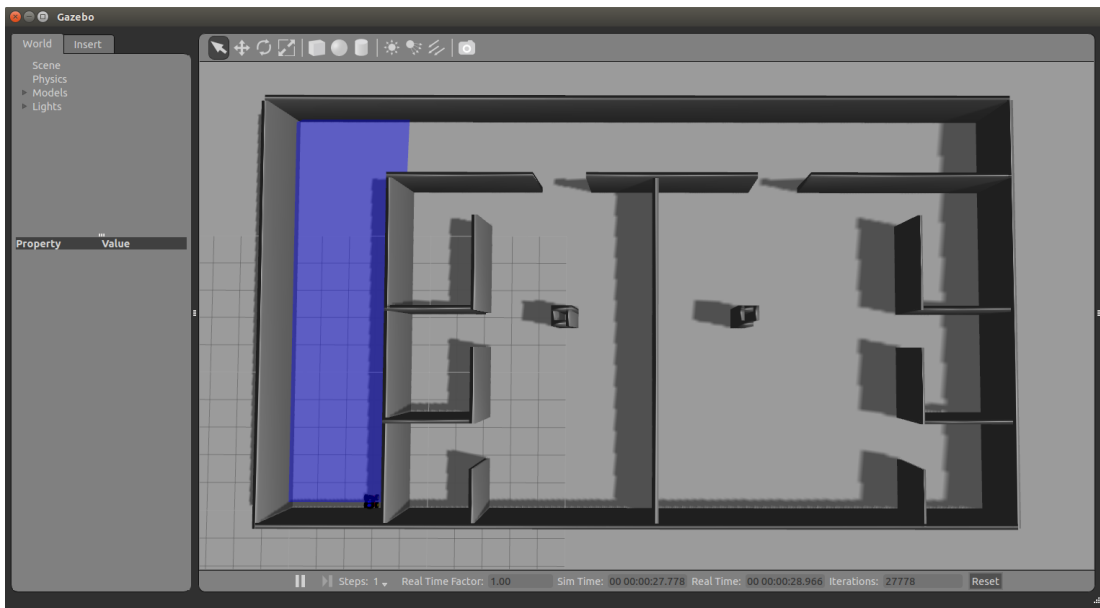 Gazebo
World Insert
Scene
Physics
Models
Lights
Property Value
Steps: 1 Real Time Factor: 1.00 Sim Time: 00 00:00:27.778 Real Time: 00 00:00:28.966 Iterations: 27778 Reset